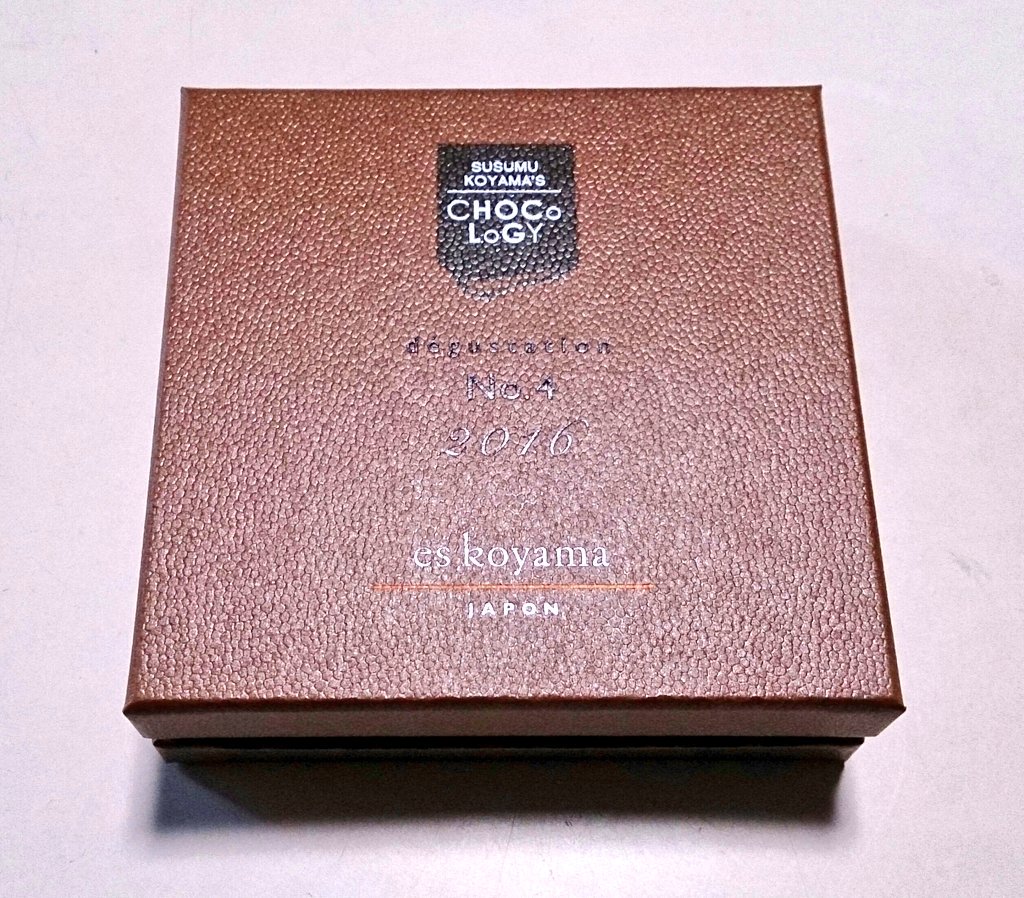 SUSUMU
KOYAMA'S
CHOCo
LoGY
dégustation
No.4
2016
es koyama
JAPON